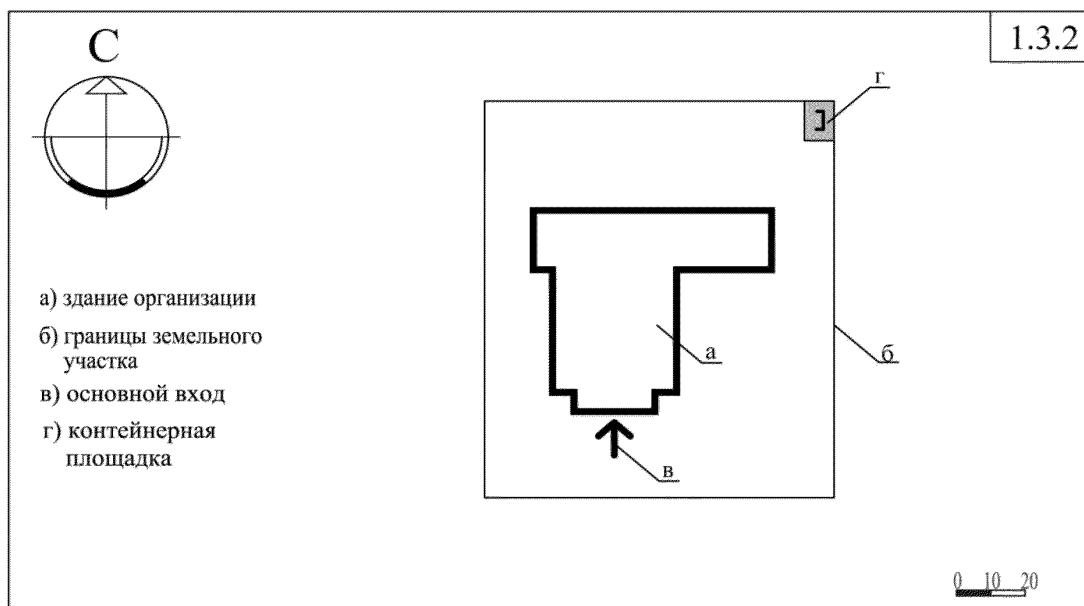 1.3.2
С
г
а) здание организации
б) границы земельного
участка
в) основной вход
г) контейнерная
площадка
а
б
в
0 10 20